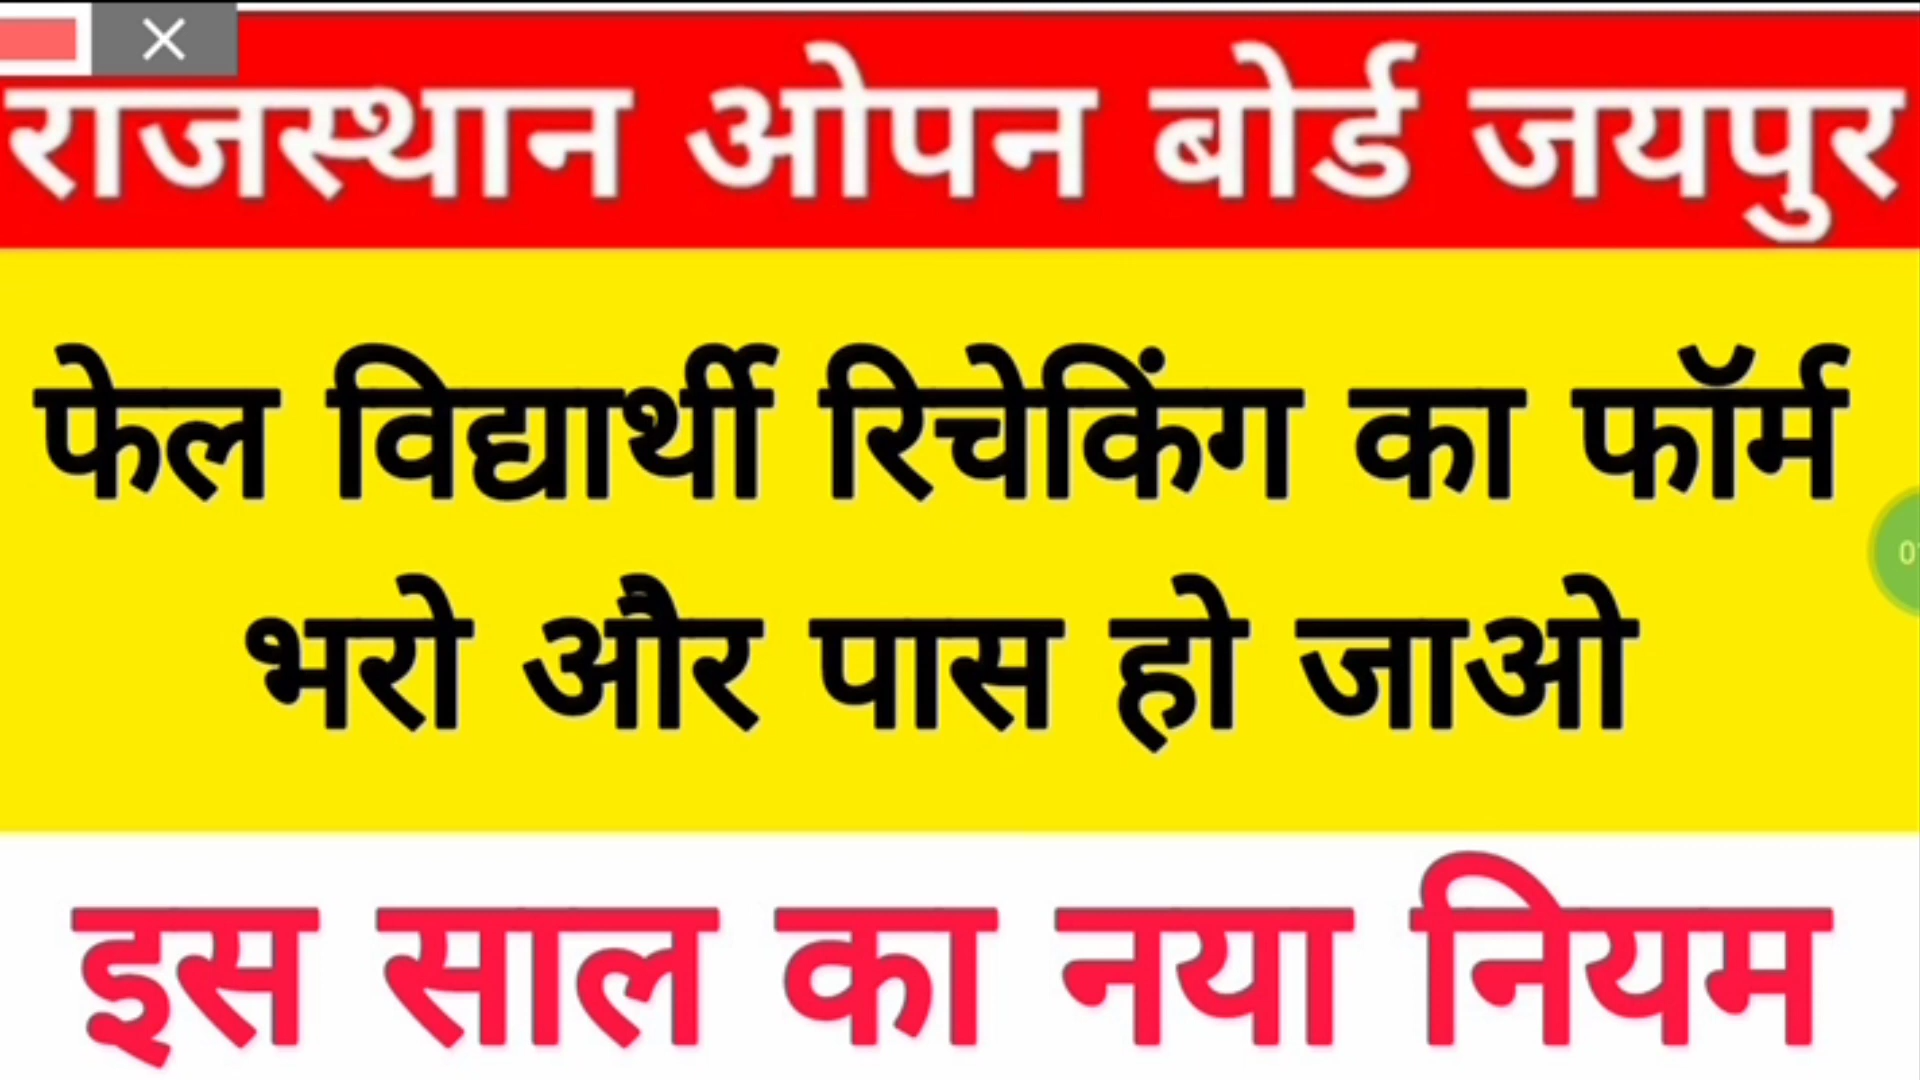 राजस्थान ओपन बोर्ड जयपुर
फेल विद्यार्थी रिचेकिंग का फॉर्म
भरो और पास हो जाओ
इस साल का नया नियम